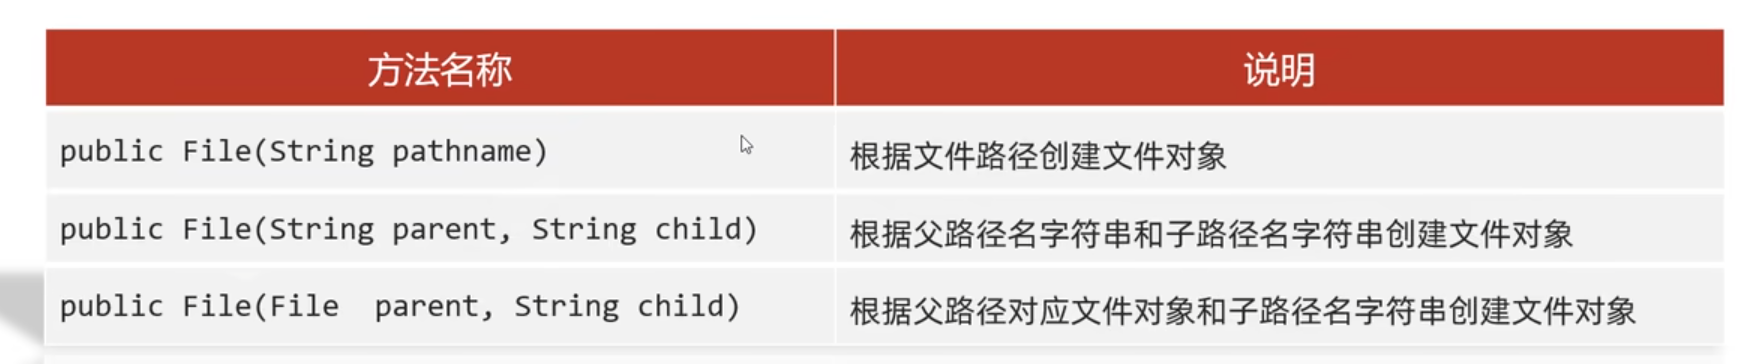 方法名称 说明
public File(String pathname) 根据文件路径创建文件对象
public File(String parent, String child) 根据父路径名字符串和子路径名字符串创建文件对象
public File(File  parent, String child) 根据父路径对应文件对象和子路径名字符串创建文件对象